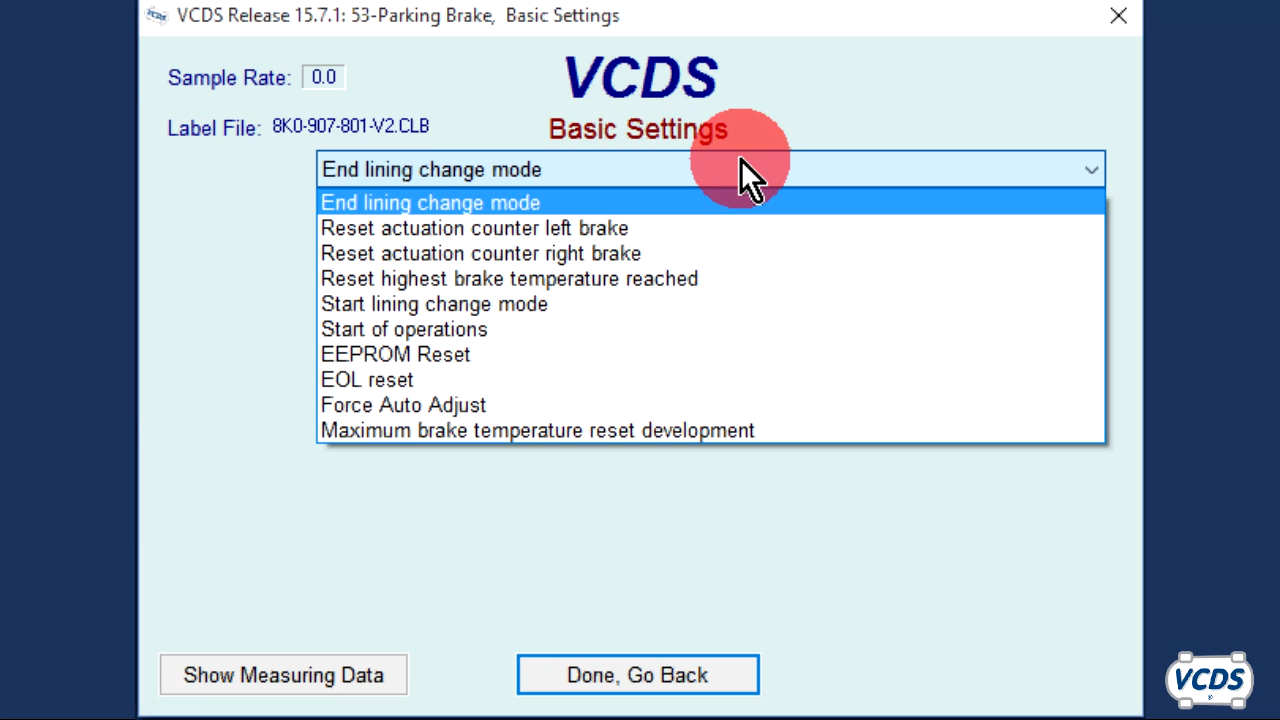 VCDS Release 15.7.1: 53-Parking Brake, Basic Settings
Sample Rate: 0.0
VCDS
Label File: 8K0-907-801-V2.CLB
Basic Settings
End lining change mode
End lining change mode
Reset actuation counter left brake
Reset actuation counter right brake
Reset highest brake temperature reached
Start lining change mode
Start of operations
EEPROM Reset
EOL reset
Force Auto Adjust
Maximum brake temperature reset development
Show Measuring Data
Done, Go Back
VCDS
®